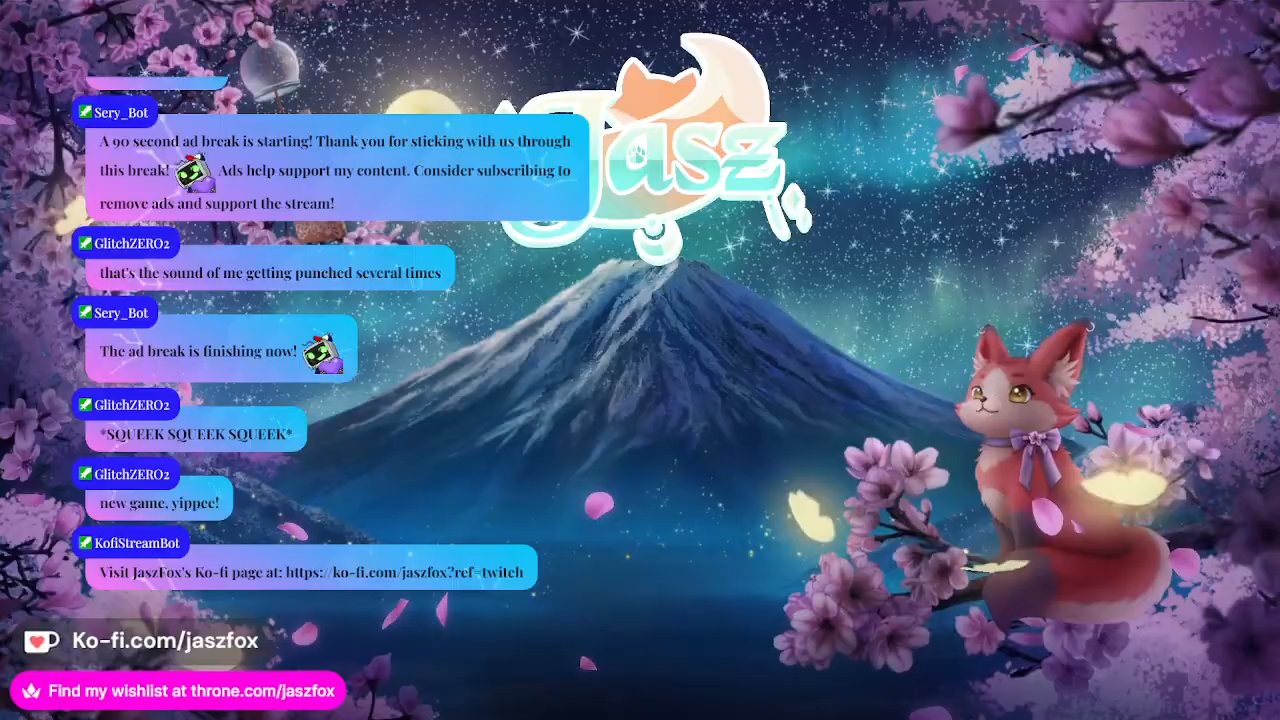 Jasz
Sery_Bot
A 90 second ad break is starting! Thank you for sticking with us through
this break! Ads help support my content. Consider subscribing to
remove ads and support the stream!
GlitchZERO2
that's the sound of me getting punched several times
Sery_Bot
The ad break is finishing now!
GlitchZERO2
*SQUEEK SQUEEK SQUEEK*
GlitchZERO2
new game, yippee!
KofiStreamBot
Visit JaszFox's Ko-fi page at: https://ko-fi.com/jaszfox?ref=twitch
Ko-fi.com/jaszfox
Find my wishlist at throne.com/jaszfox